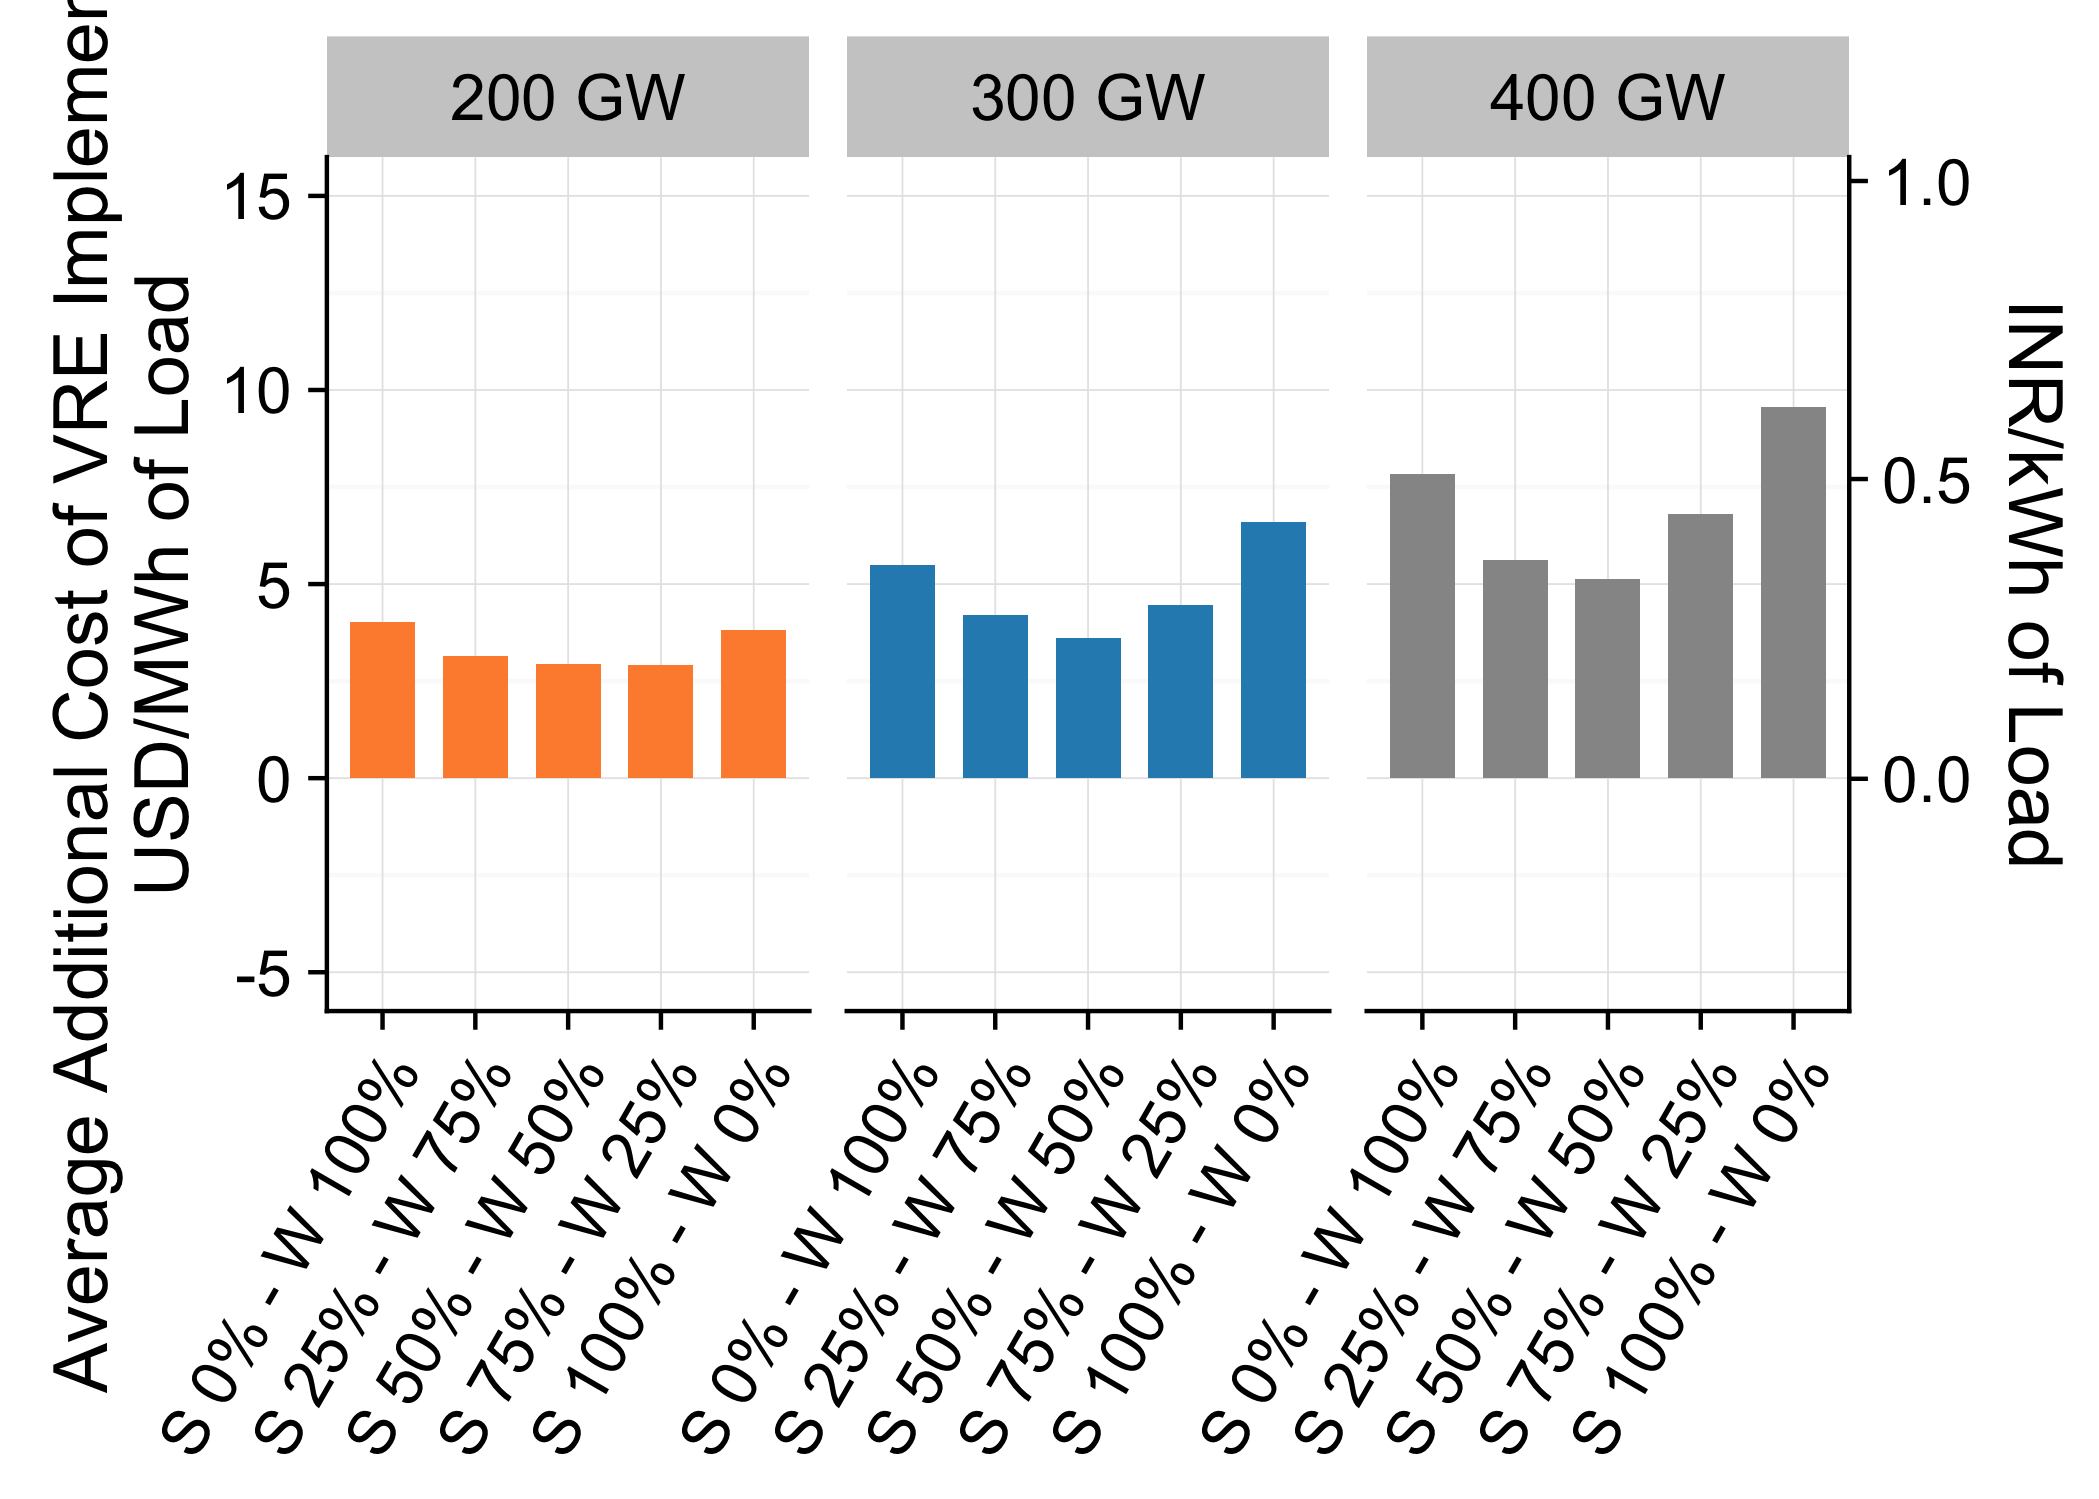 200 GW
300 GW
400 GW
Average Additional Cost of VRE
USD/MWh of Load
15
10
5
0
-5
1.0
0.5
0.0
INR/kWh of Load
S 0% - W 100%
S 25% - W 75%
S 50% - W 50%
S 75% - W 25%
S 100% - W 0%
S 0% - W 100%
S 25% - W 75%
S 50% - W 50%
S 75% - W 25%
S 100% - W 0%
S 0% - W 100%
S 25% - W 75%
S 50% - W 50%
S 75% - W 25%
S 100% - W 0%